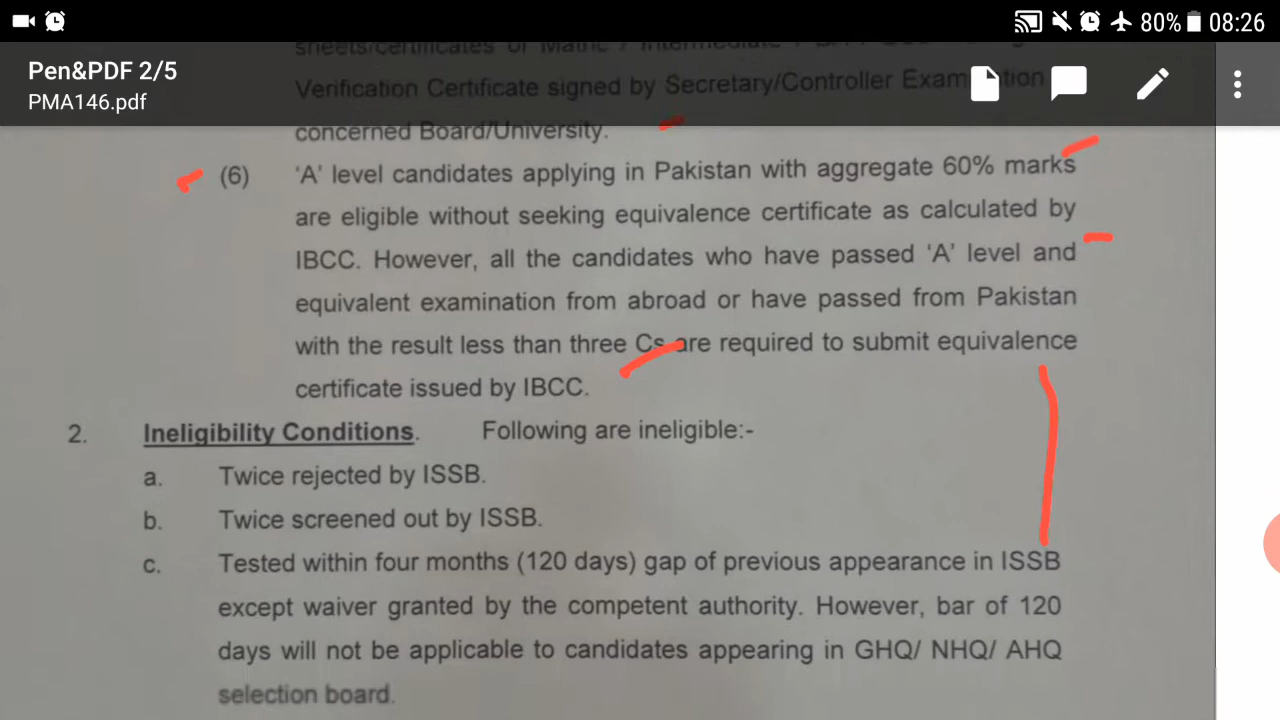 80% 08:26
Pen&PDF 2/5
PMA146.pdf
sheets/certificates of Matric / Intermediate /
Verification Certificate signed by Secretary/Controller Examination
concerned Board/University.
(6) 'A' level candidates applying in Pakistan with aggregate 60% marks
are eligible without seeking equivalence certificate as calculated by
IBCC. However, all the candidates who have passed 'A' level and
equivalent examination from abroad or have passed from Pakistan
with the result less than three Cs are required to submit equivalence
certificate issued by IBCC.
2. Ineligibility Conditions. Following are ineligible:-
a. Twice rejected by ISSB.
b. Twice screened out by ISSB.
c. Tested within four months (120 days) gap of previous appearance in ISSB
except waiver granted by the competent authority. However, bar of 120
days will not be applicable to candidates appearing in GHQ/ NHQ/ AHQ
selection board.